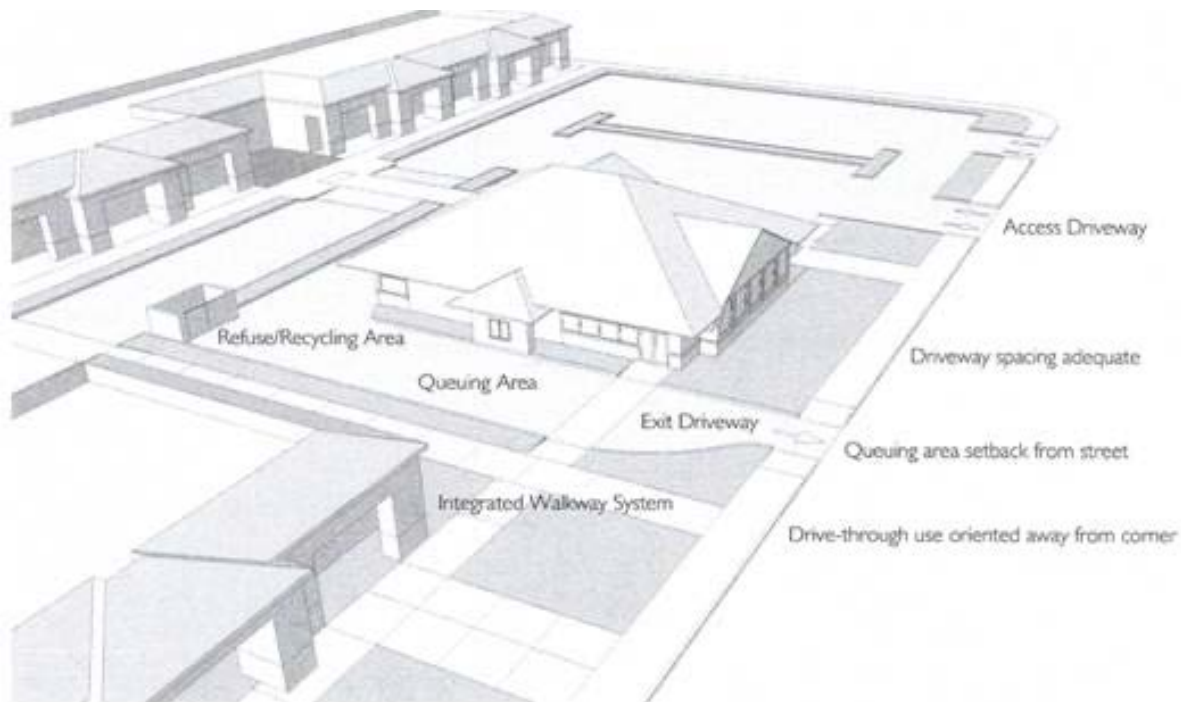 Access Driveway
Refuse/Recycling Area
Driveway spacing adequate
Queuing Area
Exit Driveway
Queuing area setback from street
Integrated Walkway System
Drive-through use oriented away from corner